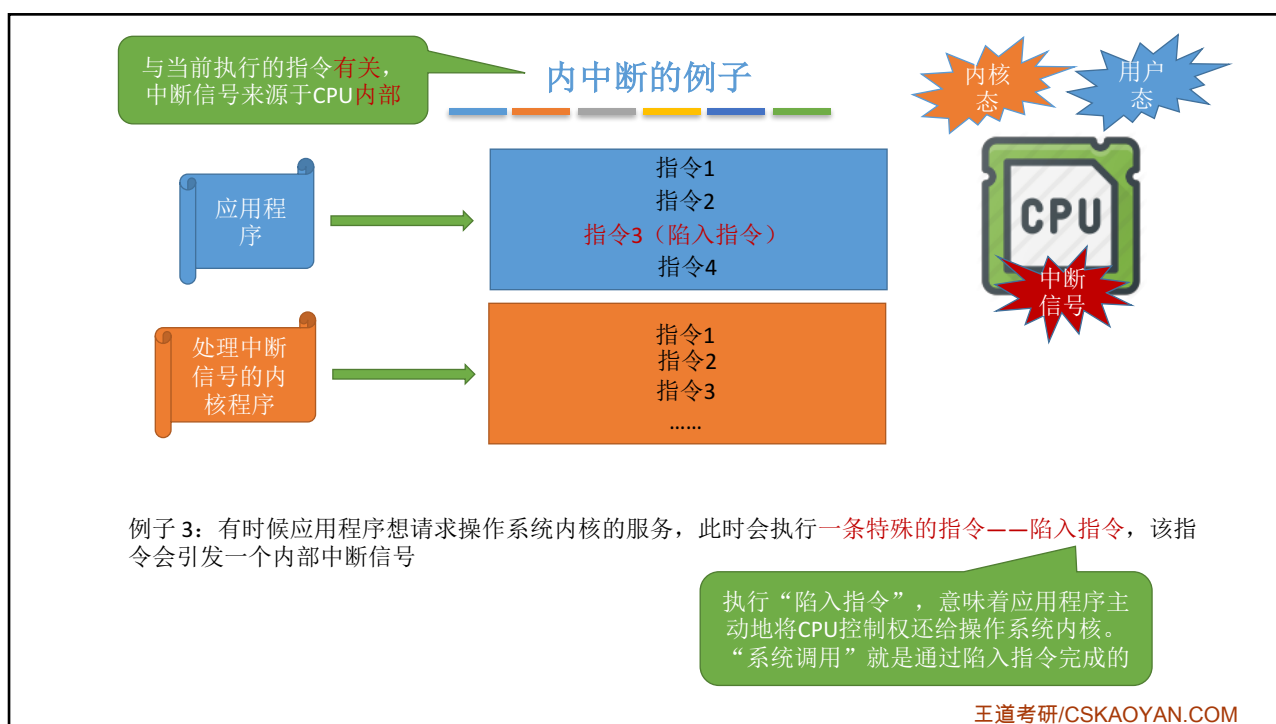 与当前执行的指令有关，
中断信号来源于CPU内部
内中断的例子
内核
态
用户
态
应用程
序
指令1
指令2
指令3（陷入指令）
指令4
CPU
中断
信号
处理中断
信号的内
核程序
指令1
指令2
指令3
……
例子 3：有时候应用程序想请求操作系统内核的服务，此时会执行一条特殊的指令——陷入指令，该指
令会引发一个内部中断信号
执行“陷入指令”，意味着应用程序主
动地将CPU控制权还给操作系统内核。
“系统调用”就是通过陷入指令完成的
王道考研/CSKAOYAN.COM